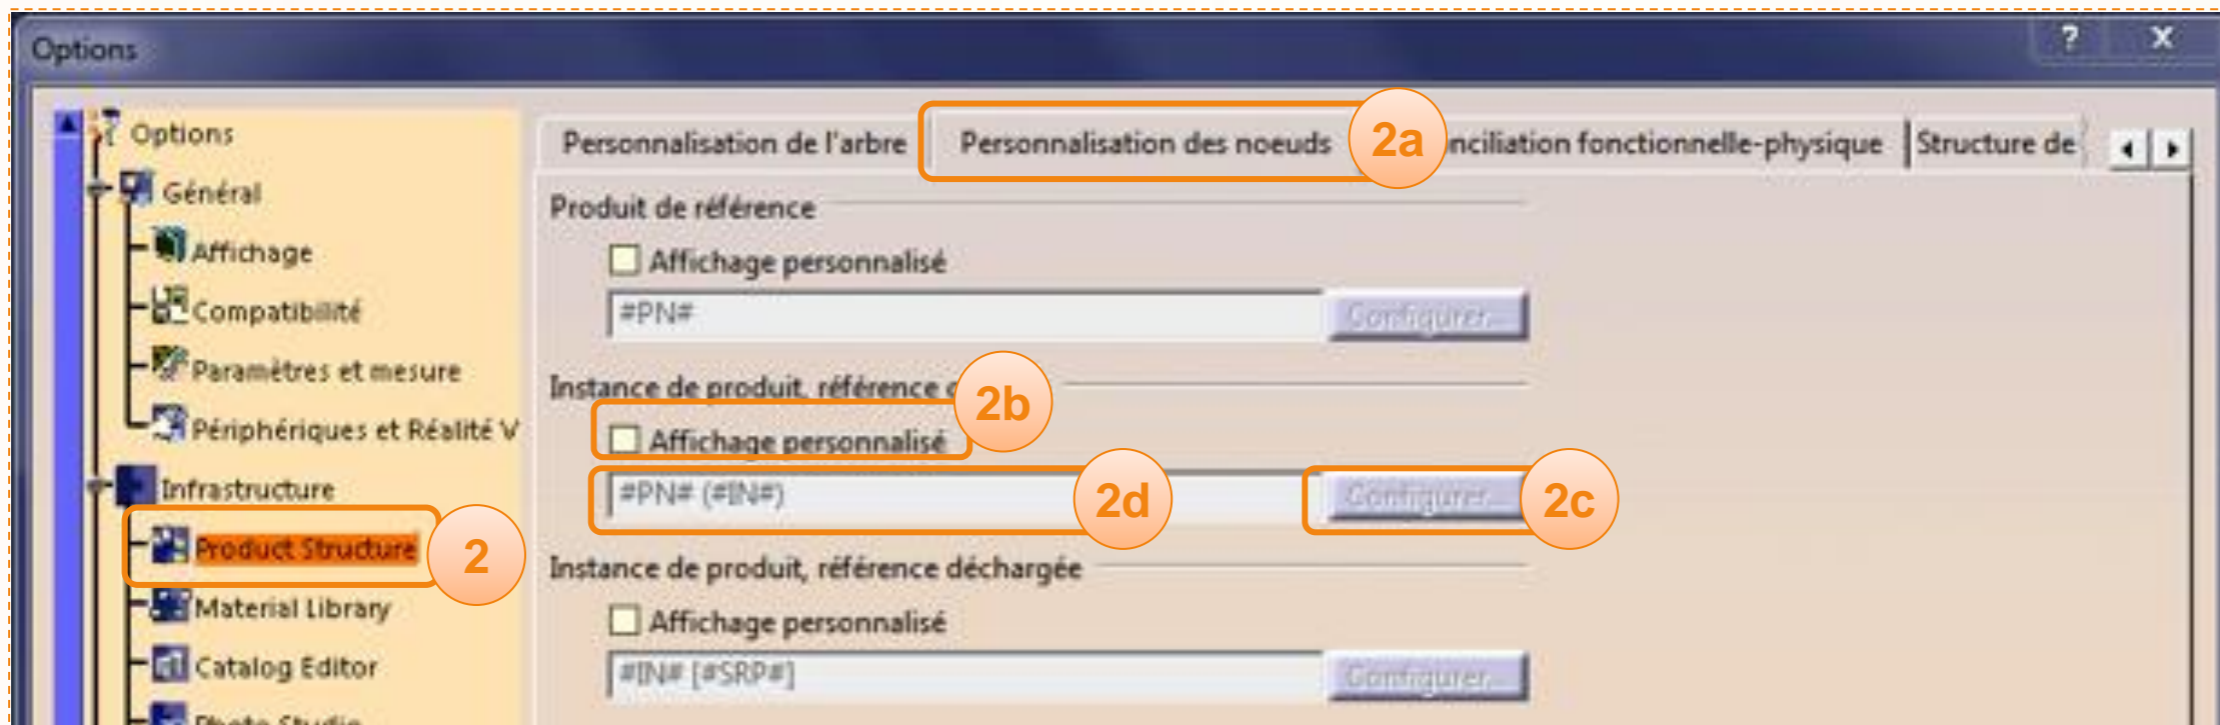 Options
? x
Options
Général
Affichage
Compatibilité
Paramètres et mesure
Périphériques et Réalité V
Infrastructure
Product Structure
2
Material Library
Catalog Editor
Photo Studio
Personnalisation de l'arbre
Personnalisation des noeuds
2a
nciliation fonctionnelle-physique
Structure de
Produit de référence
Affichage personnalisé
#PN#
Configurer...
Instance de produit, référence
2b
Affichage personnalisé
#PN# (#IN#)
2d
Configurer...
2c
Instance de produit, référence déchargée
Affichage personnalisé
#IN# [#SRP#]
Configurer...